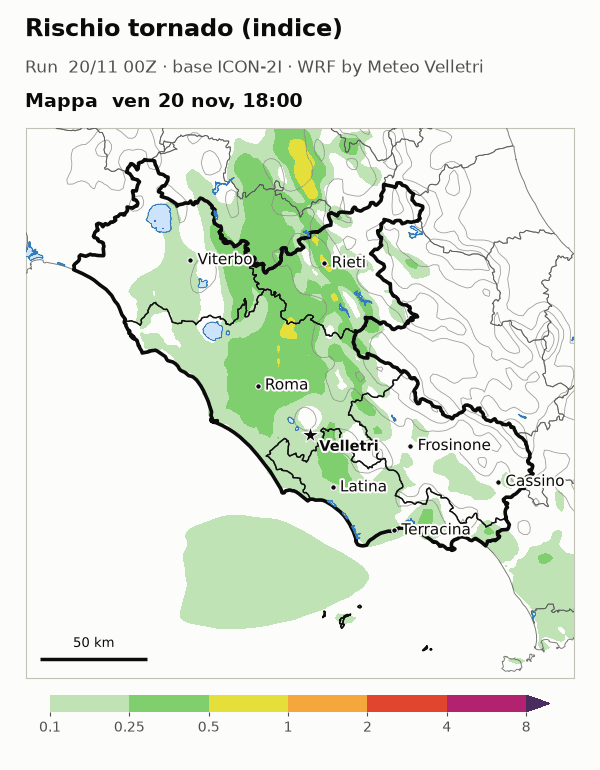 Rischio tornado (indice)
Run  20/11 00Z · base ICON-2I · WRF by Meteo Velletri
Mappa  ven 20 nov, 18:00
Viterbo
Rieti
Roma
Velletri
Frosinone
Latina
Cassino
Terracina
50 km
0.1 0.25 0.5 1 2 4 8